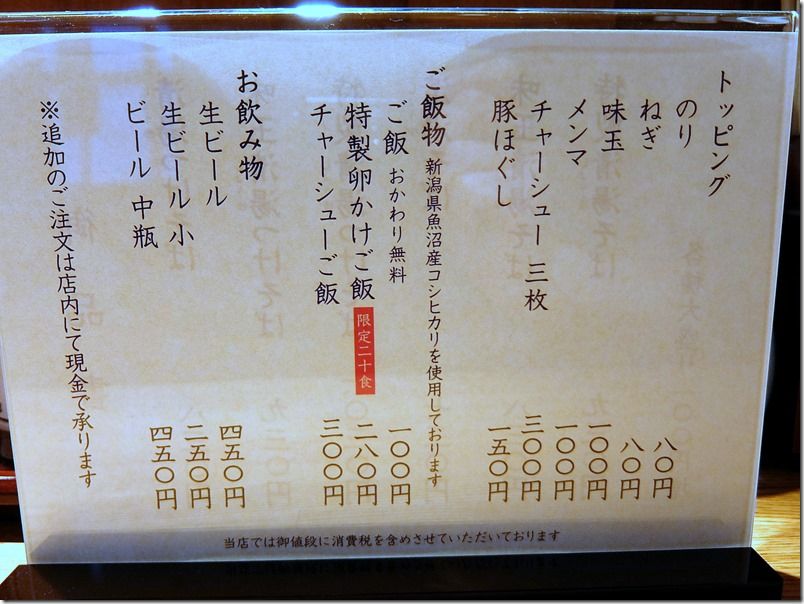 トッピング
のり 八〇円
ねぎ 八〇円
味玉 一〇〇円
メンマ 一〇〇円
チャーシュー 三枚 三〇〇円
豚ほぐし 一五〇円
ご飯物 新潟県魚沼産コシヒカリを使用しております
ご飯 おかわり無料 一〇〇円
特製卵かけご飯 限定二十食 二八〇円
チャーシューご飯 三〇〇円
お飲み物
生ビール 四五〇円
生ビール 小 二五〇円
ビール 中瓶 四五〇円
※追加のご注文は店内にて現金で承ります
当店では御値段に消費税を含めさせていただいております